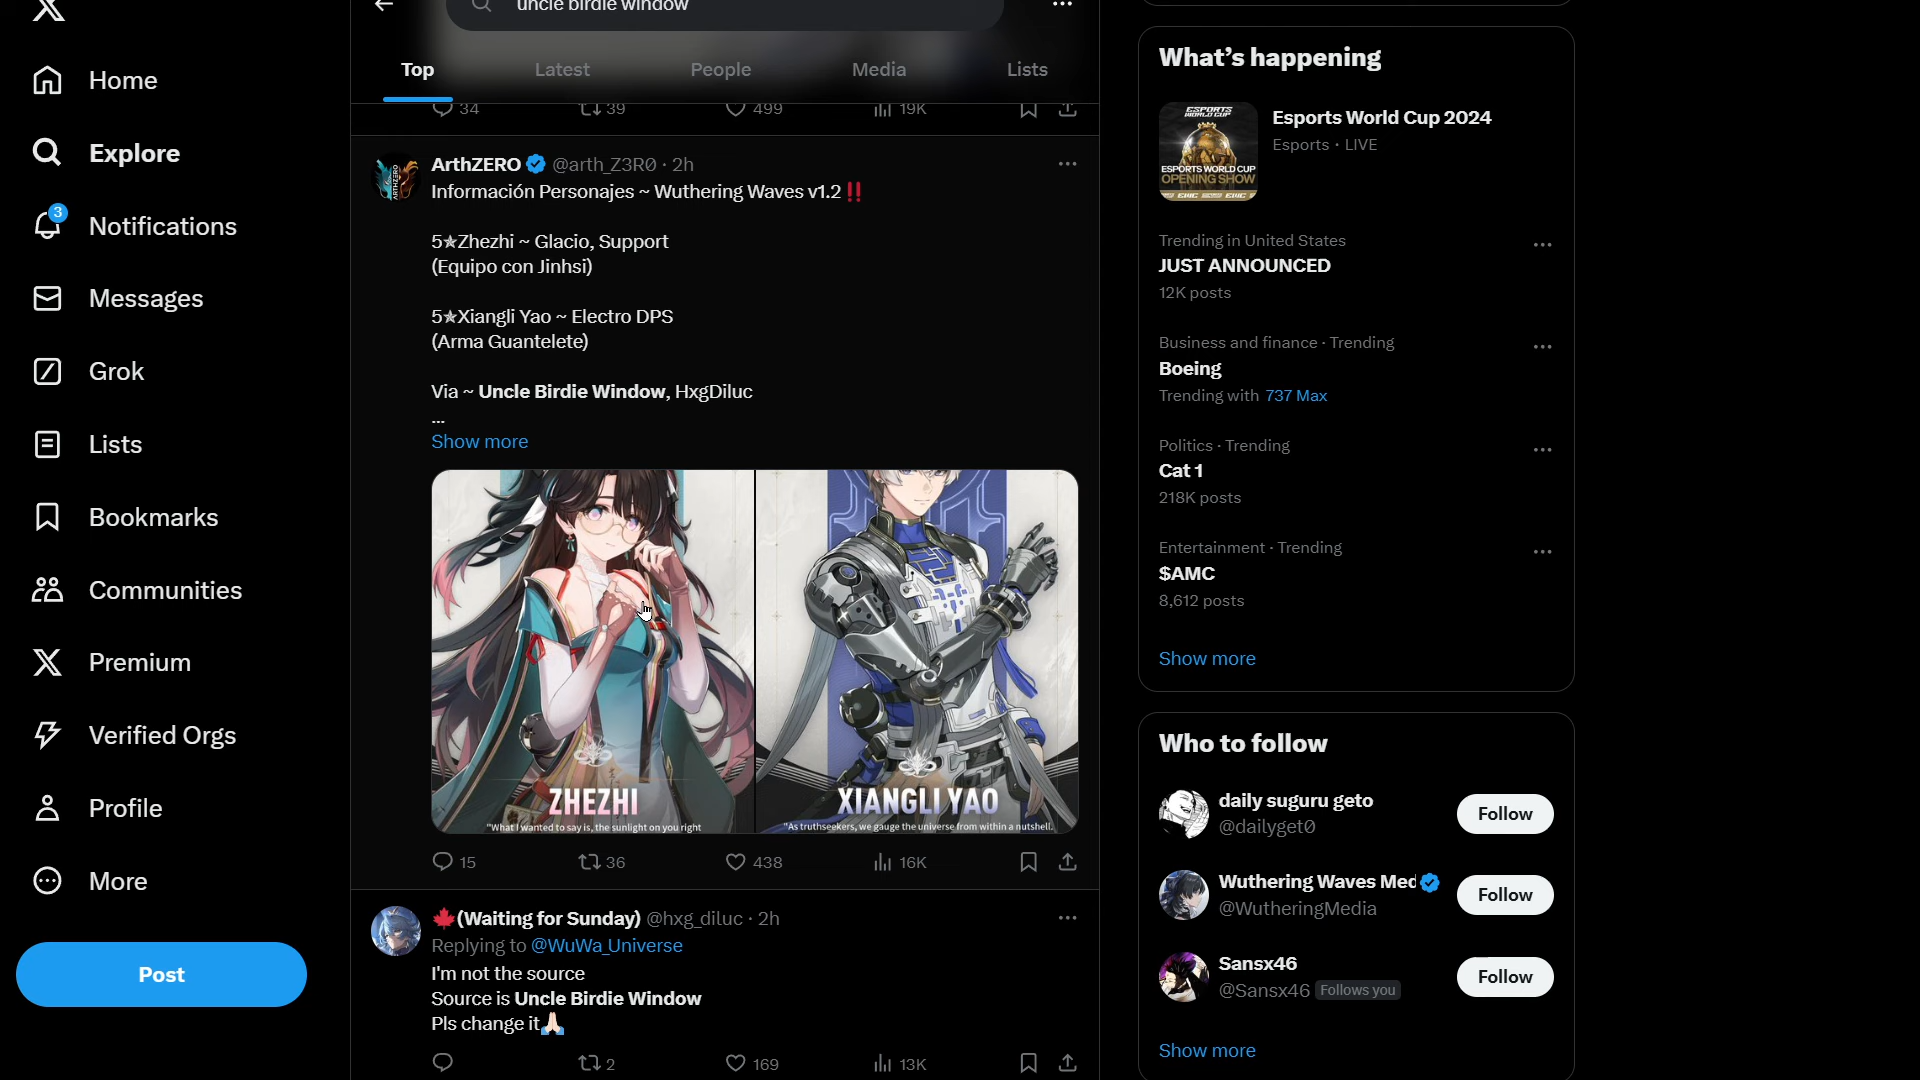 uncle birdie window
Home
Explore
3
Notifications
Messages
Grok
Lists
Bookmarks
Communities
Premium
Verified Orgs
Profile
More
Post
Top
Latest
People
Media
Lists
34
39
499
19K
ArthZERO @arth_Z3R0 · 2h
Información Personajes ~ Wuthering Waves v1.2‼️
5✯Zhezhi ~ Glacio, Support
(Equipo con Jinhsi)
5✯Xiangli Yao ~ Electro DPS
(Arma Guantelete)
Via ~ Uncle Birdie Window, HxgDiluc
...
Show more
ZHEZHI
"What I wanted to say is, the sunlight on you right
XIANGLI YAO
"As truthseekers, we gauge the universe from within a nutshell.
15
36
438
16K
🍁(Waiting for Sunday) @hxg_diluc · 2h
Replying to @WuWa_Universe
I'm not the source
Source is Uncle Birdie Window
Pls change it🙏🏻
2
169
13K
What's happening
ESPORTS
WORLD CUP
ESPORTS WORLD CUP
OPENING SHOW
Esports World Cup 2024
Esports · LIVE
Trending in United States
JUST ANNOUNCED
12K posts
Business and finance · Trending
Boeing
Trending with 737 Max
Politics · Trending
Cat 1
218K posts
Entertainment · Trending
$AMC
8,612 posts
Show more
Who to follow
daily suguru geto
@dailyget0
Follow
Wuthering Waves Med
@WutheringMedia
Follow
Sansx46
@Sansx46 Follows you
Follow
Show more